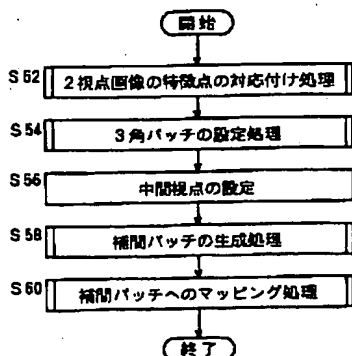 開始
S52 2視点画像の特徴点の対応付け処理
S54 3角パッチの設定処理
S56 中間視点の設定
S58 補間パッチの生成処理
S60 補間パッチへのマッピング処理
終了